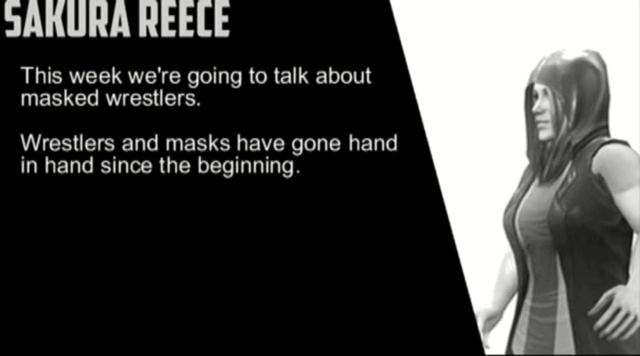 SAKURA REECE
This week we're going to talk about
masked wrestlers.
Wrestlers and masks have gone hand
in hand since the beginning.